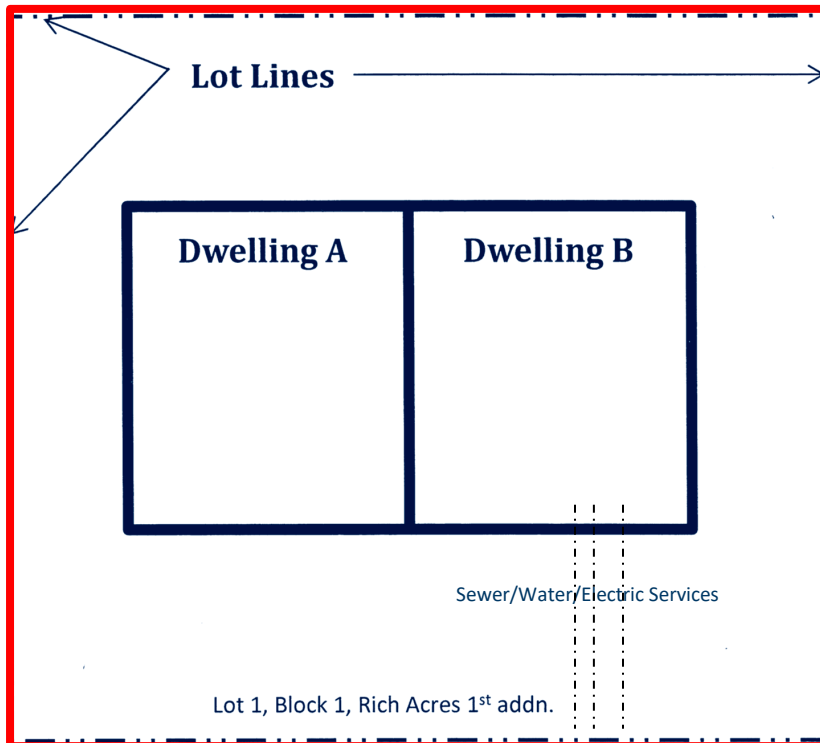 Lot Lines
Dwelling A
Dwelling B
Sewer/Water/Electric Services
Lot 1, Block 1, Rich Acres 1st addn.